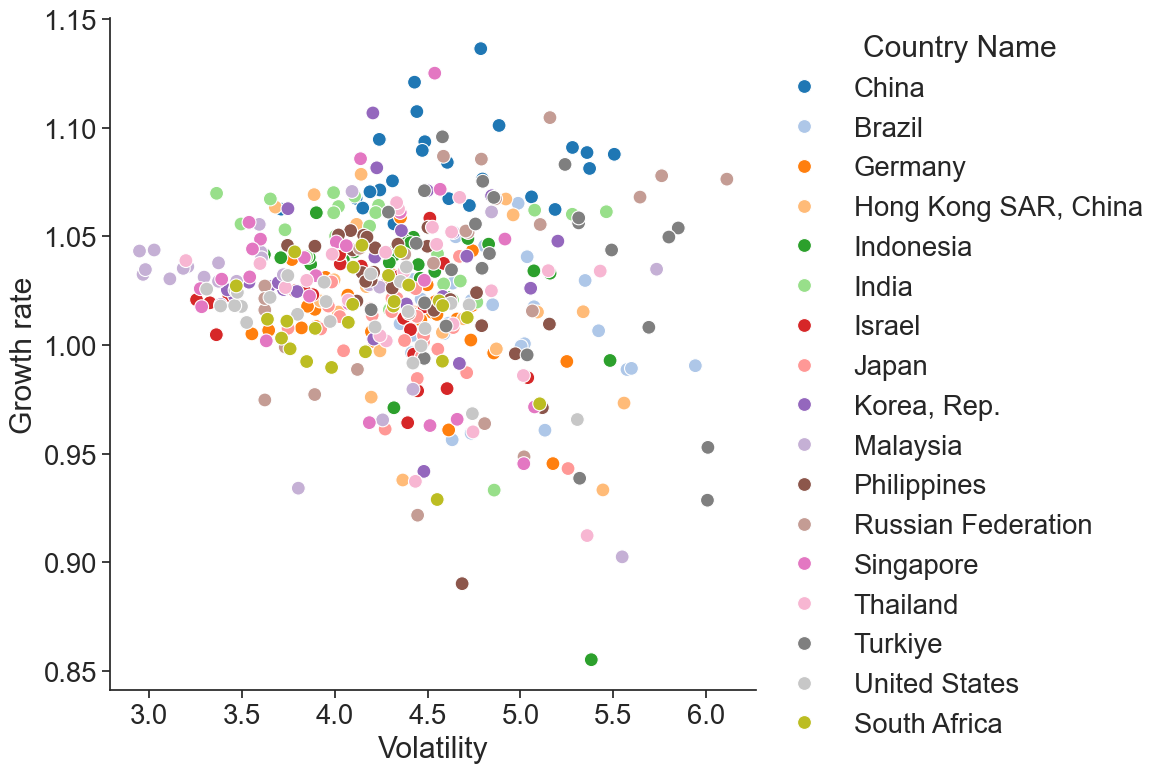 1.15
1.10
1.05
1.00
0.95
0.90
0.85
Growth rate
3.0 3.5 4.0 4.5 5.0 5.5 6.0
Volatility
Country Name
China
Brazil
Germany
Hong Kong SAR, China
Indonesia
India
Israel
Japan
Korea, Rep.
Malaysia
Philippines
Russian Federation
Singapore
Thailand
Turkiye
United States
South Africa